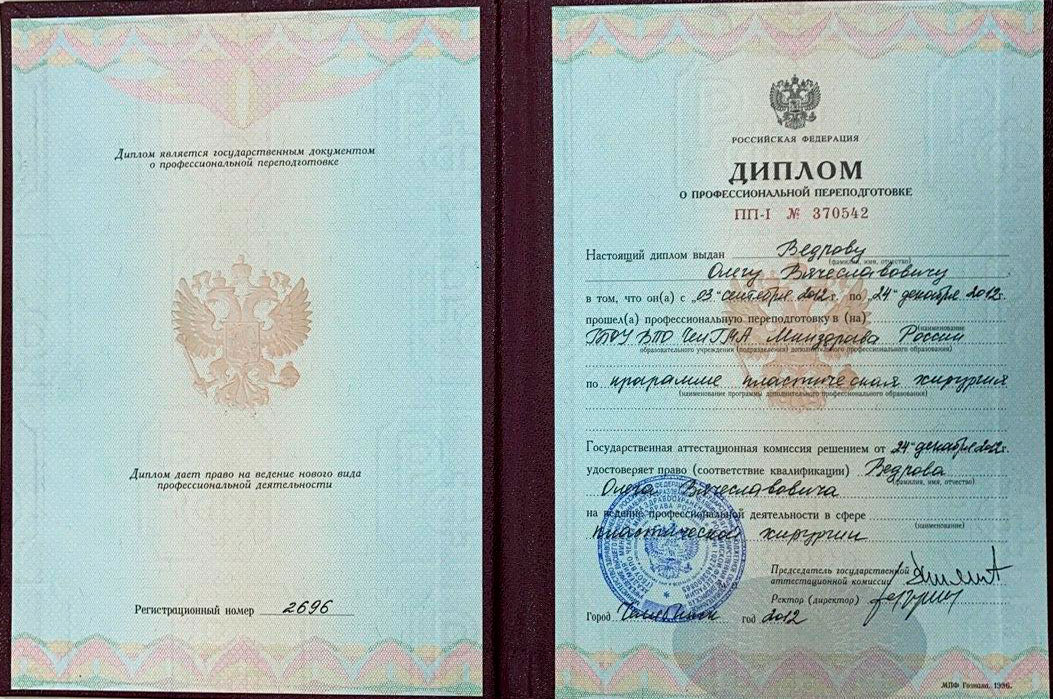 Диплом является государственным документом
о профессиональной переподготовке
Диплом дает право на ведение нового вида
профессиональной деятельности
Регистрационный номер 2696
РОССИЙСКАЯ ФЕДЕРАЦИЯ
ДИПЛОМ
О ПРОФЕССИОНАЛЬНОЙ ПЕРЕПОДГОТОВКЕ
ПП-I № 370542
Настоящий диплом выдан Ведрову
(фамилия, имя, отчество)
Олегу Вячеславовичу
в том, что он(а) с „03“ сентября 2012 г. по „24“ декабря 2012 г.
прошел(а) профессиональную переподготовку в (на)
(наименование
ГБОУ ВПО ЧелГМА Минздрава России
образовательного учреждения (подразделения) дополнительного профессионального образования)
по программе пластическая хирургия
(наименование программы дополнительного профессионального образования)
Государственная аттестационная комиссия решением от „24“ декабря 2012 г.
удостоверяет право (соответствие квалификации) Ведрова
(фамилия, имя, отчество)
Олега Вячеславовича
на ведение профессиональной деятельности в сфере
(наименование)
пластической хирургии
Председатель государственной
аттестационной комиссии
Ректор (директор)
Город Челябинск год 2012
МПФ Гознака. 1996.